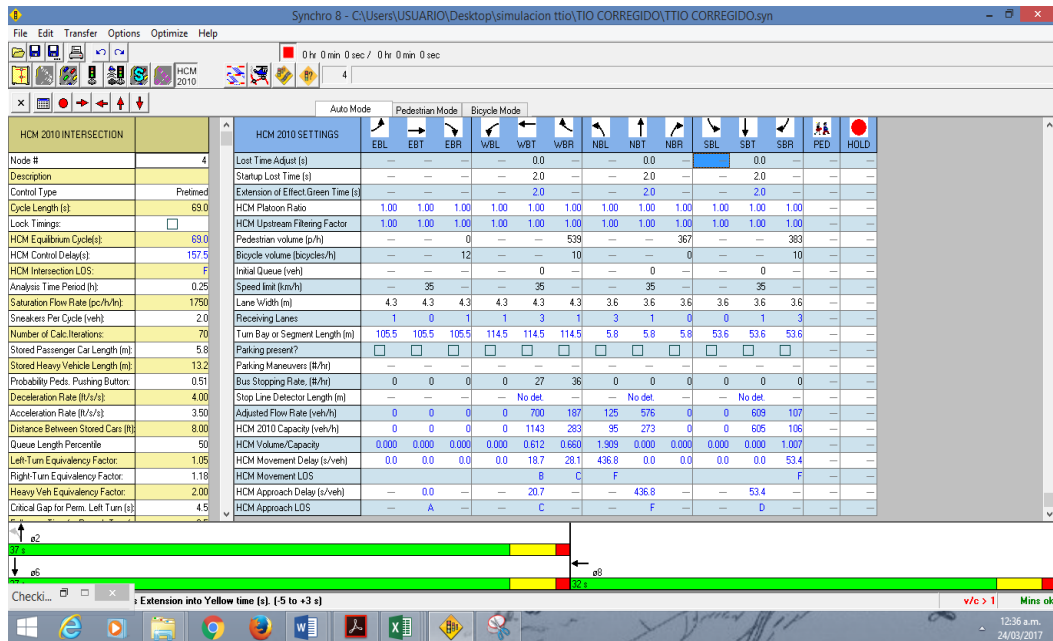 Synchro 8 - C:\Users\USUARIO\Desktop\simulacion ttio\TIO CORREGIDO\TTIO CORREGIDO.syn
File Edit Transfer Options Optimize Help
0 hr 0 min 0 sec / 0 hr 0 min 0 sec
HCM 2010
4
Auto Mode Pedestrian Mode Bicycle Mode
HCM 2010 INTERSECTION
Node # 4
Description
Control Type Pretimed
Cycle Length (s): 69.0
Lock Timings:
HCM Equilibrium Cycle(s): 69.0
HCM Control Delay(s): 157.5
HCM Intersection LOS: F
Analysis Time Period (h): 0.25
Saturation Flow Rate (pc/h/ln): 1750
Sneakers Per Cycle (veh): 2.0
Number of Calc.Iterations: 70
Stored Passenger Car Length (m): 5.8
Stored Heavy Vehicle Length (m): 13.2
Probability Peds. Pushing Button: 0.51
Deceleration Rate (ft/s/s): 4.00
Acceleration Rate (ft/s/s): 3.50
Distance Between Stored Cars (ft) 8.00
Queue Length Percentile 50
Left-Turn Equivalency Factor: 1.05
Right-Turn Equivalency Factor: 1.18
Heavy Veh Equivalency Factor: 2.00
Critical Gap for Perm. Left Turn (s) 4.5
HCM 2010 SETTINGS EBL EBT EBR WBL WBT WBR NBL NBT NBR SBL SBT SBR PED HOLD
Lost Time Adjust (s) — — — — 0.0 — — 0.0 — 0.0 — — —
Startup Lost Time (s) — — — — 2.0 — — 2.0 — — 2.0 — — —
Extension of Effect.Green Time (s) — — — — 2.0 — — 2.0 — — 2.0 — — —
HCM Platoon Ratio 1.00 1.00 1.00 1.00 1.00 1.00 1.00 1.00 1.00 1.00 1.00 1.00 — —
HCM Upstream Filtering Factor 1.00 1.00 1.00 1.00 1.00 1.00 1.00 1.00 1.00 1.00 1.00 1.00 — —
Pedestrian volume (p/h) — — 0 — — 539 — — 367 — — 383 — —
Bicycle volume (bicycles/h) — — 12 — — 10 — — 0 — — 10 — —
Initial Queue (veh) — — — — 0 — — 0 — — 0 — — —
Speed limit (km/h) — 35 — — 35 — — 35 — — 35 — — —
Lane Width (m) 4.3 4.3 4.3 4.3 4.3 4.3 3.6 3.6 3.6 3.6 3.6 3.6 — —
Receiving Lanes 1 0 1 1 3 1 3 1 0 0 1 3 — —
Turn Bay or Segment Length (m) 105.5 105.5 105.5 114.5 114.5 114.5 5.8 5.8 5.8 53.6 53.6 53.6 — —
Parking present? — —
Parking Maneuvers (#/hr) — — — — — — — — — — — — — —
Bus Stopping Rate, (#/hr) 0 0 0 0 27 36 0 0 0 0 0 0 — —
Stop Line Detector Length (m) — — — — No det. — — No det. — — No det. — — —
Adjusted Flow Rate (veh/h) 0 0 0 0 700 187 125 576 0 0 609 107 — —
HCM 2010 Capacity (veh/h) 0 0 0 0 1143 283 95 273 0 0 605 106 — —
HCM Volume/Capacity 0.000 0.000 0.000 0.000 0.612 0.660 1.909 0.000 0.000 0.000 0.000 1.007 — —
HCM Movement Delay (s/veh) 0.0 0.0 0.0 0.0 18.7 28.1 436.8 0.0 0.0 0.0 0.0 53.4 — —
HCM Movement LOS B C F F — —
HCM Approach Delay (s/veh) — 0.0 — — 20.7 — — 436.8 — — 53.4 — — —
HCM Approach LOS — A — — C — — F — — D — — —
ø2
37 s
ø6
ø8
32 s
Checki...
s Extension into Yellow time (s). (-5 to +3 s)
v/c > 1 Mins ok
12:36 a.m.
24/03/2017